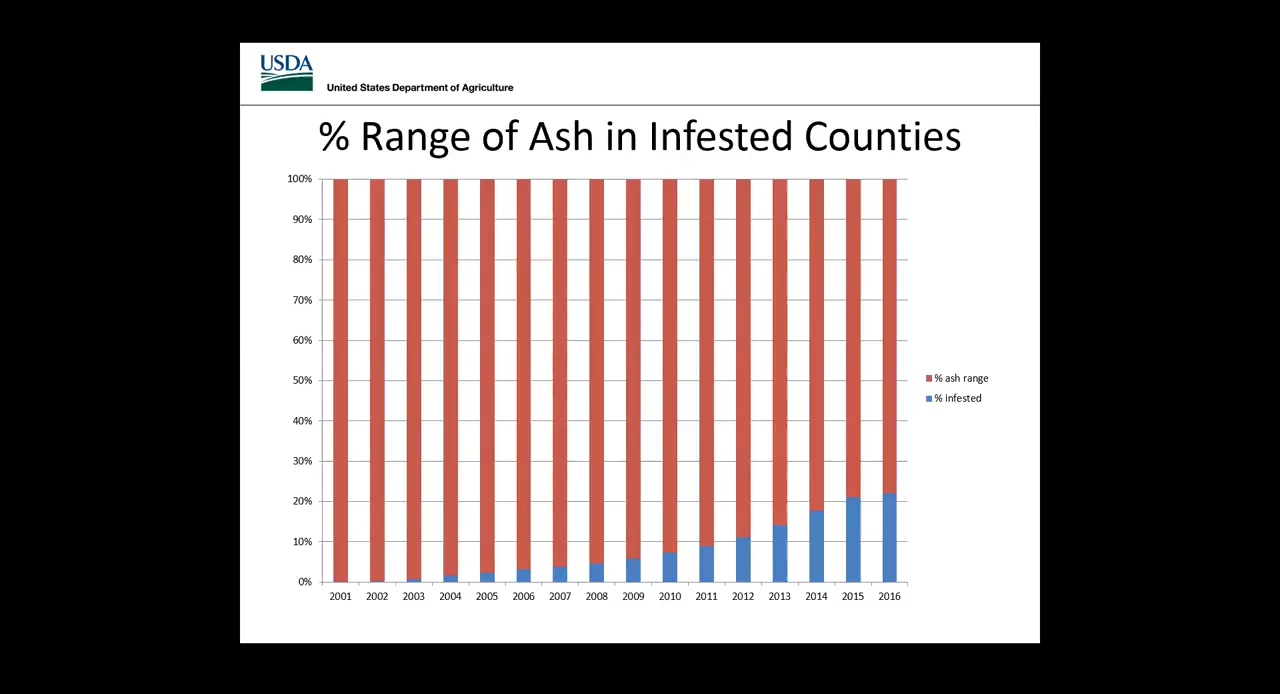 USDA
United States Department of Agriculture
% Range of Ash in Infested Counties
100%
90%
80%
70%
60%
50%
40%
30%
20%
10%
0%
2001 2002 2003 2004 2005 2006 2007 2008 2009 2010 2011 2012 2013 2014 2015 2016
% ash range
% infested